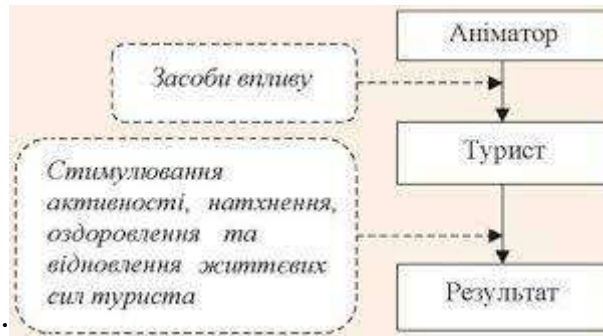 Аніматор
Засоби впливу
Турист
Стимулювання
активності, натхнення,
оздоровлення та
відновлення життєвих
сил туриста
Результат